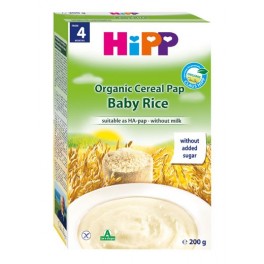 4
HiPP
Organic Cereal Pap
Baby Rice
suitable as HA-pap - without milk
without
added
sugar
℮ 200 g